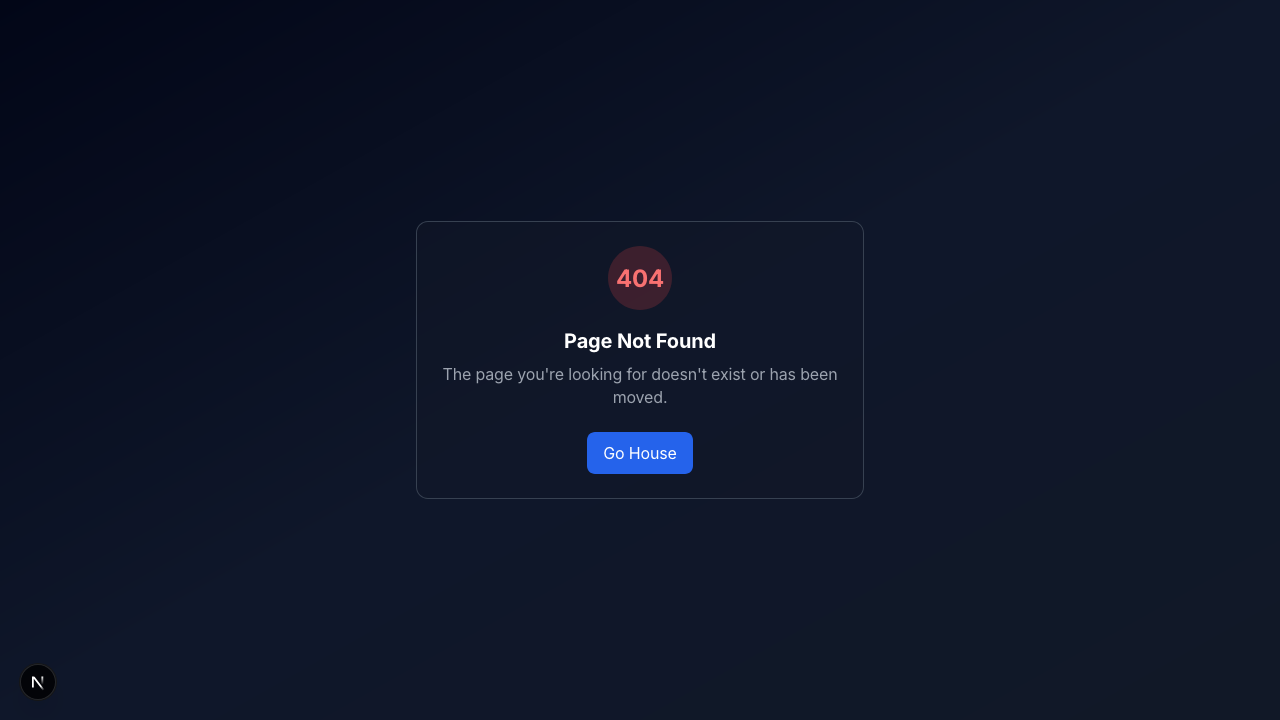 404
Page Not Found
The page you're looking for doesn't exist or has been
moved.
Go House
N